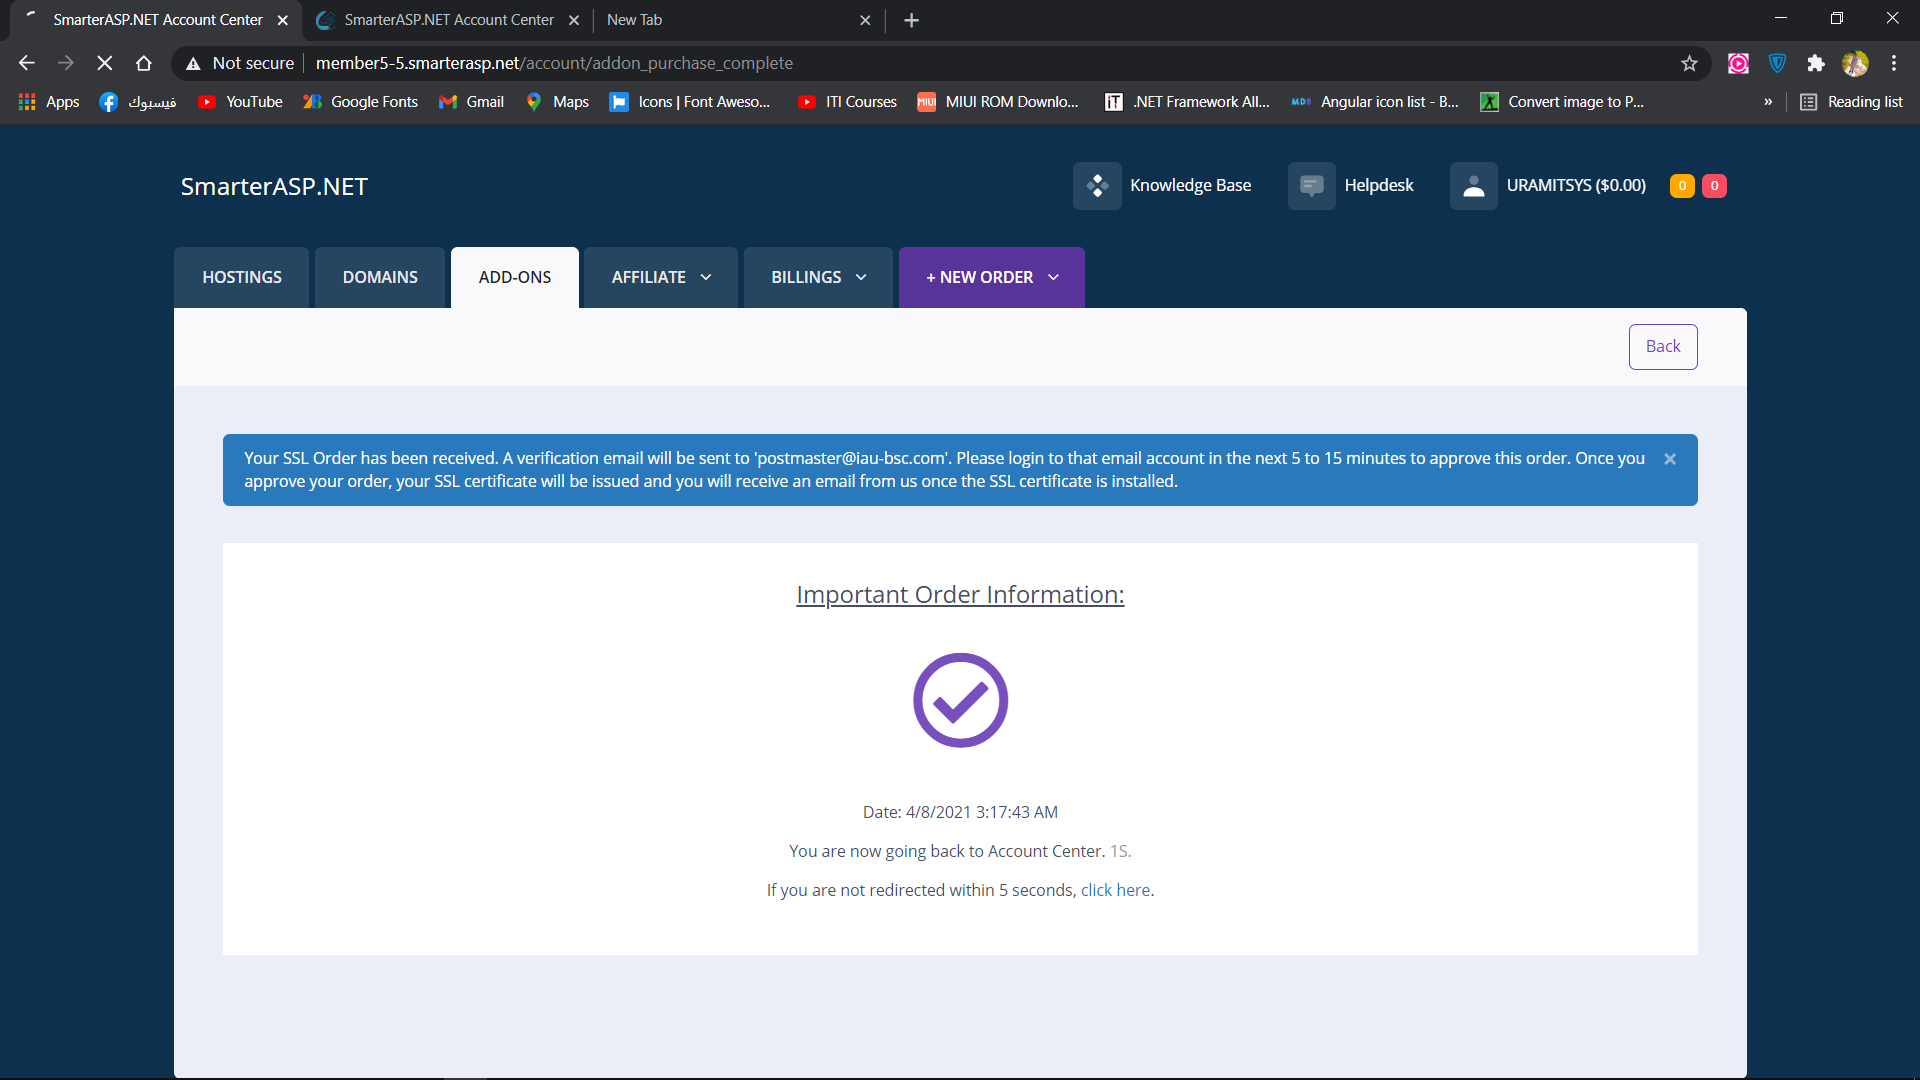 SmarterASP.NET Account Center
SmarterASP.NET Account Center
New Tab
Not secure
member5-5.smarterasp.net/account/addon_purchase_complete
Apps
فيسبوك
YouTube
Google Fonts
Gmail
Maps
Icons | Font Aweso...
ITI Courses
MIUI ROM Downlo...
.NET Framework All...
Angular icon list - B...
Convert image to P...
»
Reading list
SmarterASP.NET
Knowledge Base
Helpdesk
URAMITSYS ($0.00)
0
0
HOSTINGS
DOMAINS
ADD-ONS
AFFILIATE
BILLINGS
+ NEW ORDER
Back
Your SSL Order has been received. A verification email will be sent to 'postmaster@iau-bsc.com'. Please login to that email account in the next 5 to 15 minutes to approve this order. Once you
approve your order, your SSL certificate will be issued and you will receive an email from us once the SSL certificate is installed.
Important Order Information:
Date: 4/8/2021 3:17:43 AM
You are now going back to Account Center. 1S.
If you are not redirected within 5 seconds, click here.